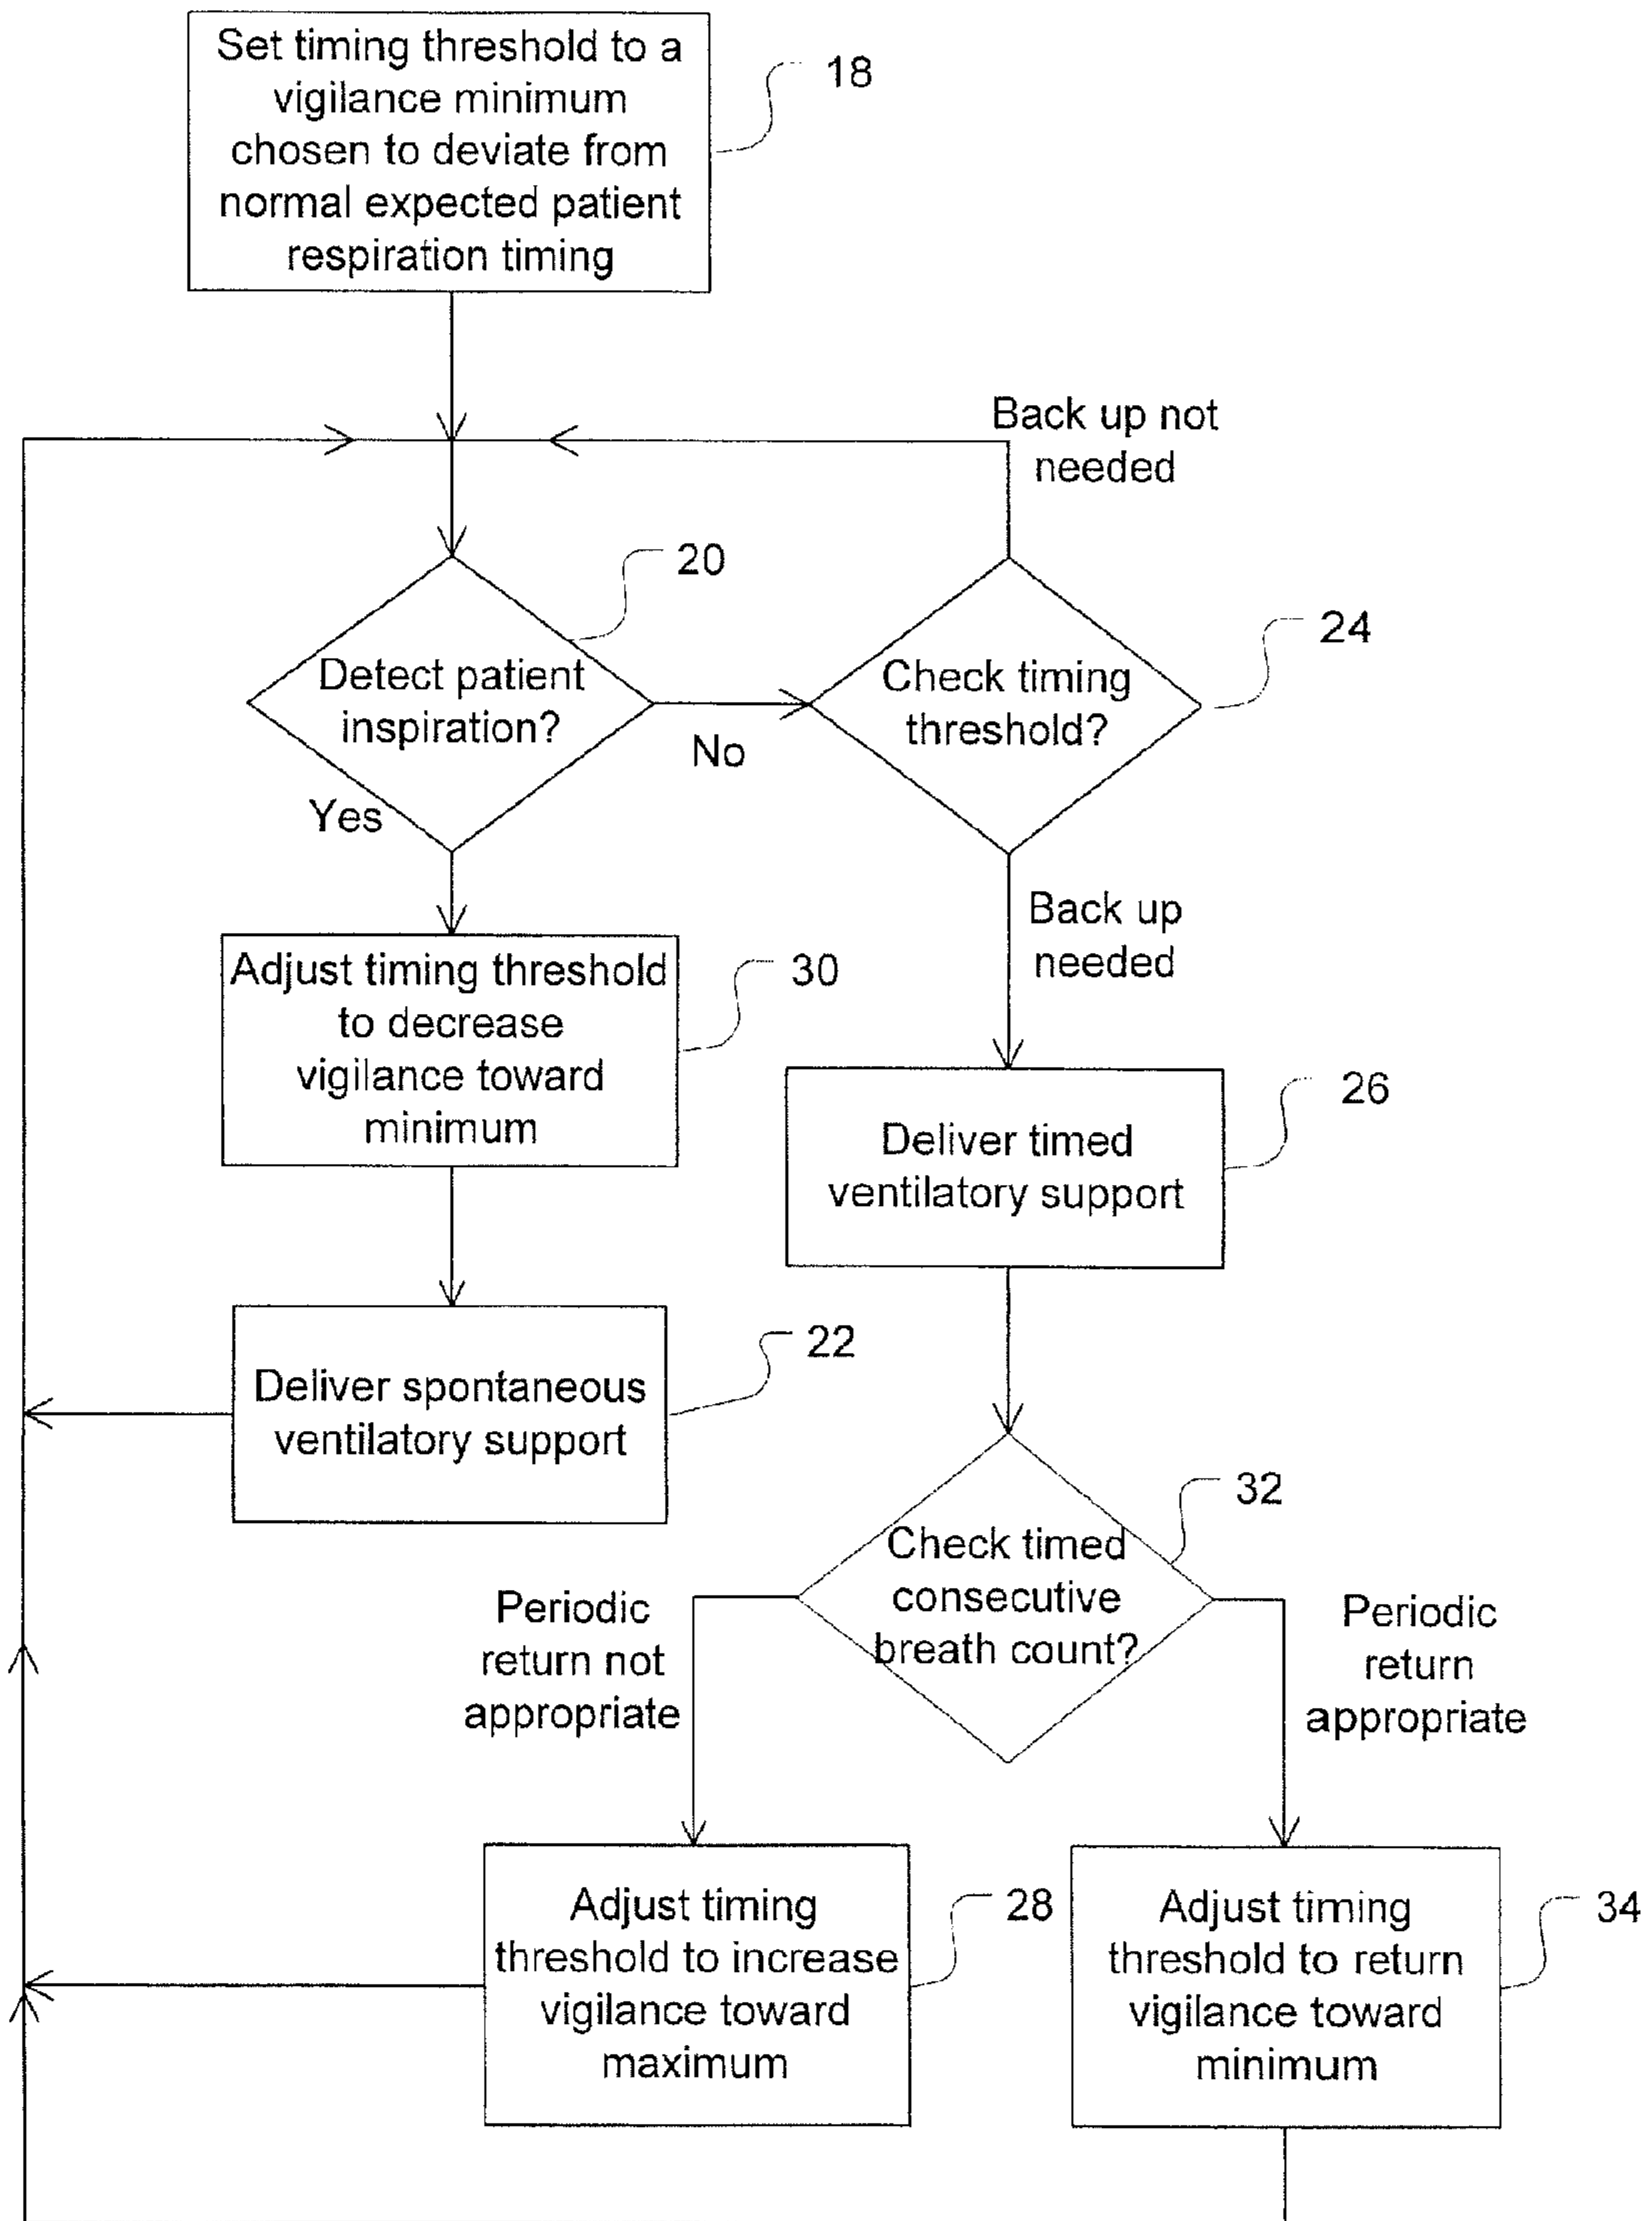 Set timing threshold to a
vigilance minimum
chosen to deviate from
normal expected patient
respiration timing
18
Back up not
needed
20
Detect patient
inspiration?
No
Yes
24
Check timing
threshold?
Back up
needed
Adjust timing threshold
to decrease
vigilance toward
minimum
30
26
Deliver timed
ventilatory support
22
Deliver spontaneous
ventilatory support
32
Check timed
consecutive
breath count?
Periodic
return not
appropriate
Periodic
return
appropriate
Adjust timing
threshold to increase
vigilance toward
maximum
28
Adjust timing
threshold to return
vigilance toward
minimum
34